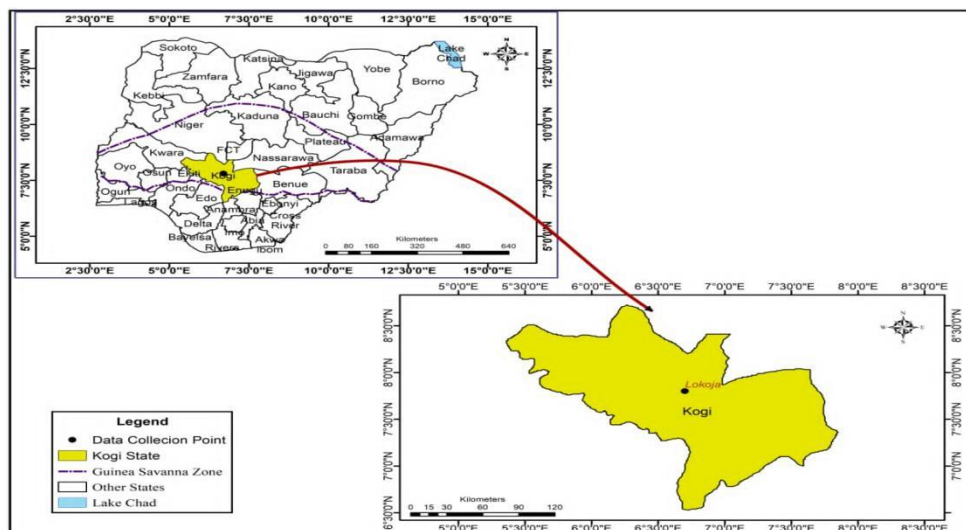 2°30'0"E 5°0'0"E 7°30'0"E 10°0'0"E 12°30'0"E 15°0'0"E
N
W E
S
Lake
Chad
Sokoto
Katsina
Jigawa
Yobe
Borno
Zamfara
Kano
Kebbi
Kaduna
Bauchi
Gombe
Adamawa
Niger
Plateau
FCT
Kwara
Nassarawa
Taraba
Oyo
Osun
Ekiti
Kogi
Benue
Ogun
Ondo
Enugu
Lagos
Edo
Anambra
Ebonyi
Cross
River
Delta
Abia
Imo
Bayelsa
Rivers
Akwa
Ibom
Kilometers
0 80 160 320 480 640
12°30'0"N
10°0'0"N
7°30'0"N
5°0'0"N
12°30'0"N
10°0'0"N
7°30'0"N
5°0'0"N
2°30'0"E 5°0'0"E 7°30'0"E 10°0'0"E 12°30'0"E 15°0'0"E
5°0'0"E 5°30'0"E 6°0'0"E 6°30'0"E 7°0'0"E 7°30'0"E 8°0'0"E 8°30'0"E
8°30'0"N
8°0'0"N
7°30'0"N
7°0'0"N
6°30'0"N
N
W E
S
Lokoja
Kogi
Kilometers
0 15 30 60 90 120
8°30'0"N
8°0'0"N
7°30'0"N
7°0'0"N
6°30'0"N
5°0'0"E 5°30'0"E 6°0'0"E 6°30'0"E 7°0'0"E 7°30'0"E 8°0'0"E 8°30'0"E
Legend
Data Collecion Point
Kogi State
Guinea Savanna Zone
Other States
Lake Chad